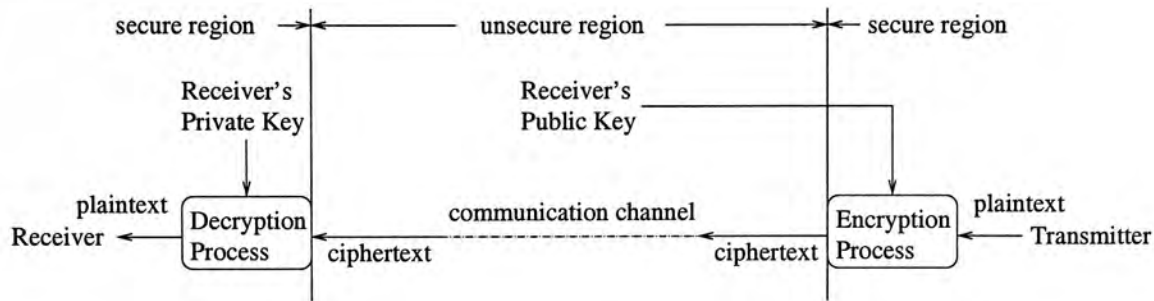 secure region unsecure region secure region
Receiver's
Private Key
Receiver's
Public Key
plaintext
Receiver
Decryption
Process
communication channel
ciphertext
ciphertext
Encryption
Process
plaintext
Transmitter